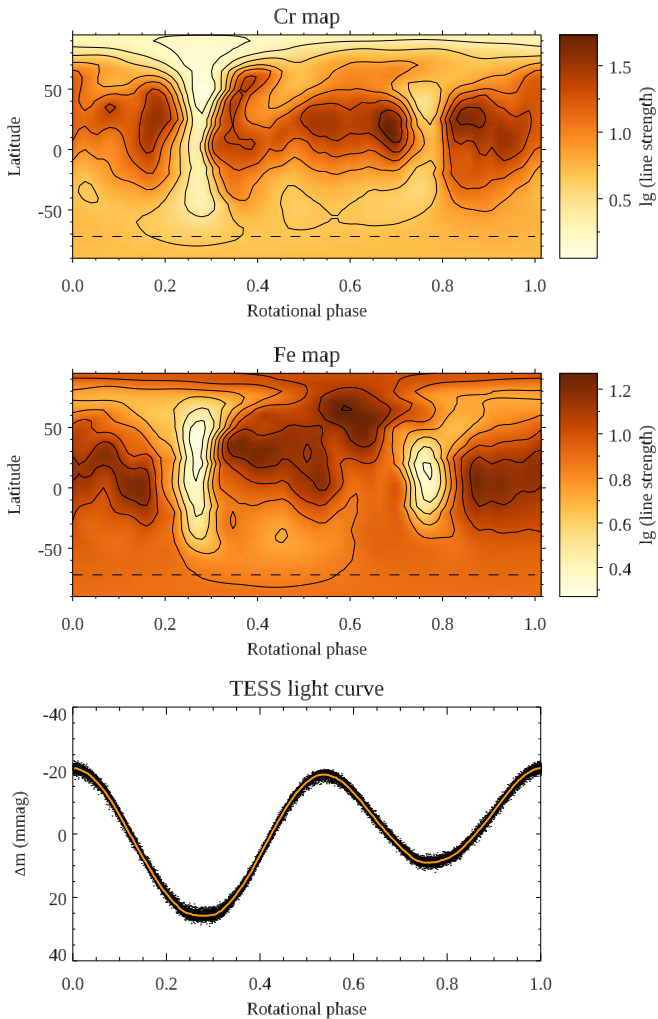 Cr map
50
0
-50
Latitude
0.0 0.2 0.4 0.6 0.8 1.0
Rotational phase
1.5
1.0
0.5
lg (line strength)
Fe map
50
0
-50
Latitude
0.0 0.2 0.4 0.6 0.8 1.0
Rotational phase
1.2
1.0
0.8
0.6
0.4
lg (line strength)
TESS light curve
-40
-20
0
20
40
Δm (mmag)
0.0 0.2 0.4 0.6 0.8 1.0
Rotational phase